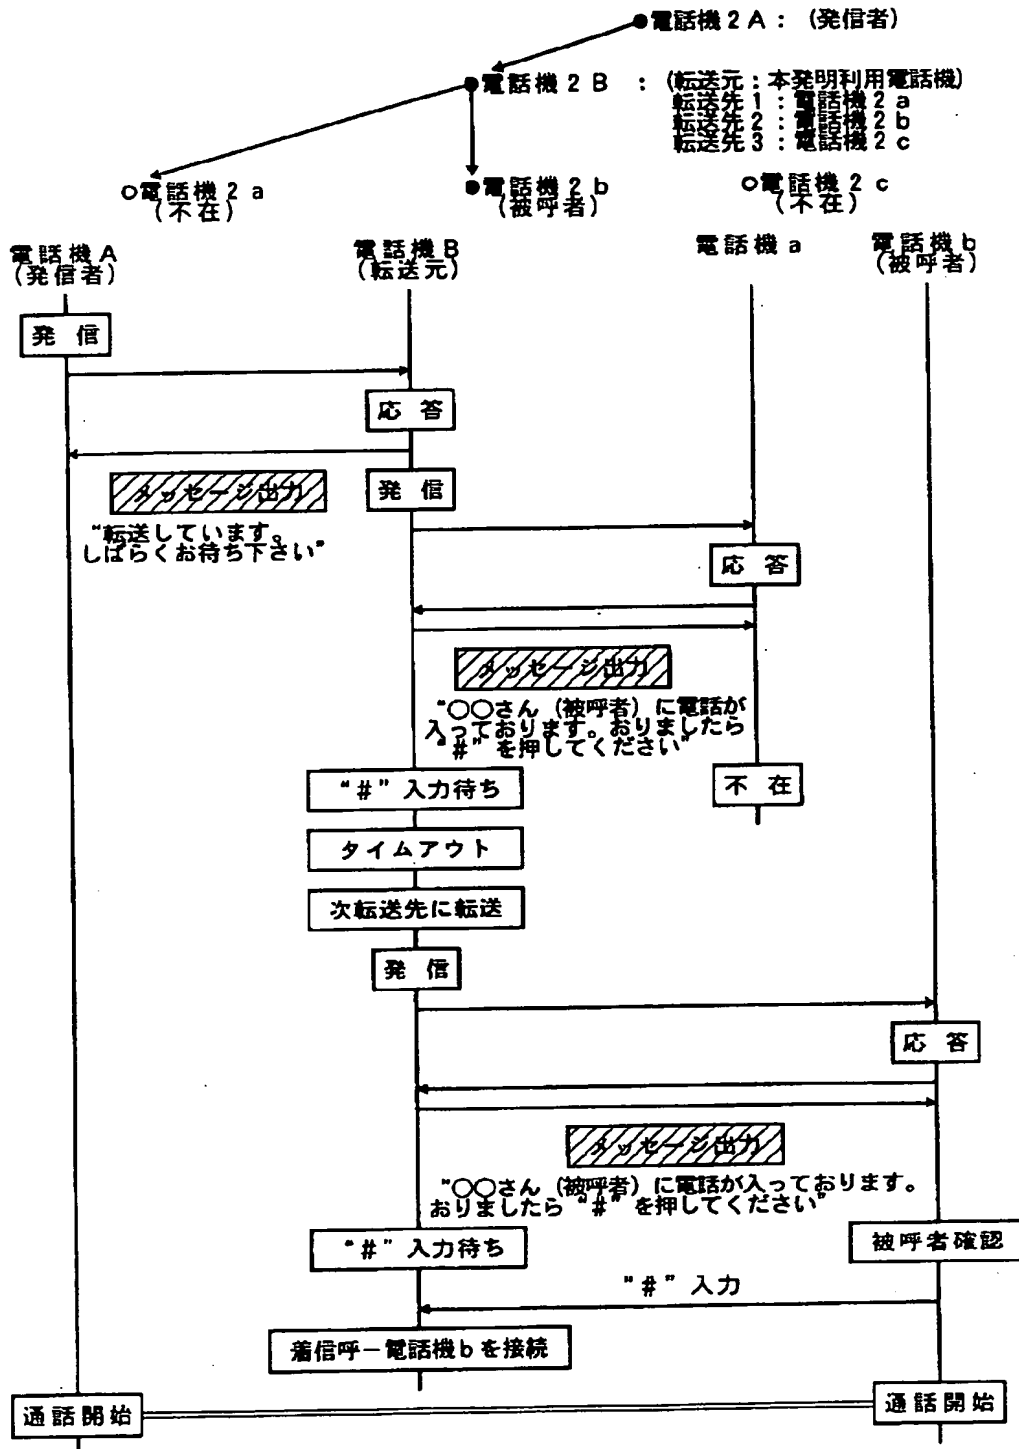 ●電話機２Ａ：（発信者）
●電話機２Ｂ：（転送元：本発明利用電話機）
転送先１：電話機２ａ
転送先２：電話機２ｂ
転送先３：電話機２ｃ
○電話機２ａ
（不在）
●電話機２ｂ
（被呼者）
○電話機２ｃ
（不在）
電話機Ａ
（発信者）
電話機Ｂ
（転送元）
電話機ａ
電話機ｂ
（被呼者）
発信
応答
メッセージ出力
発信
“転送しています。
しばらくお待ち下さい”
応答
メッセージ出力
“○○さん（被呼者）に電話が
入っております。おりましたら
“＃”を押してください”
“＃”入力待ち
不在
タイムアウト
次転送先に転送
発信
応答
メッセージ出力
“○○さん（被呼者）に電話が入っております。
おりましたら“＃”を押してください”
“＃”入力待ち
被呼者確認
“＃”入力
着信呼－電話機ｂを接続
通話開始
通話開始